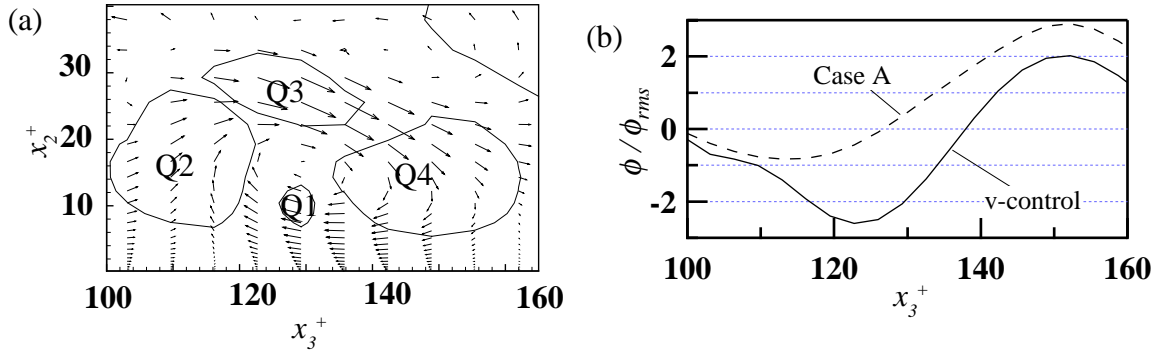 (a)
30
20
10
x₂⁺
Q3
Q2
Q4
Q1
100
120
140
160
x₃⁺
(b)
2
0
-2
ϕ / ϕrms
Case A
v-control
100
120
140
160
x₃⁺